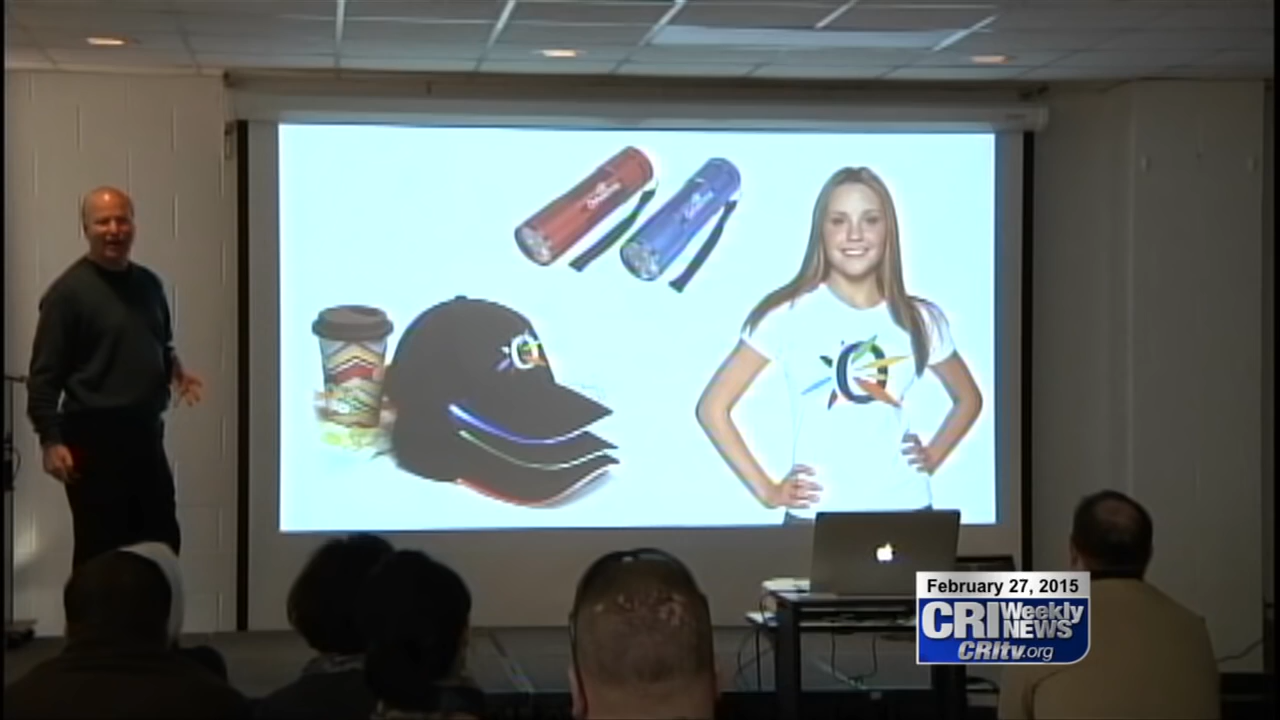 O
O
February 27, 2015
CRI Weekly
NEWS
CRItv.org